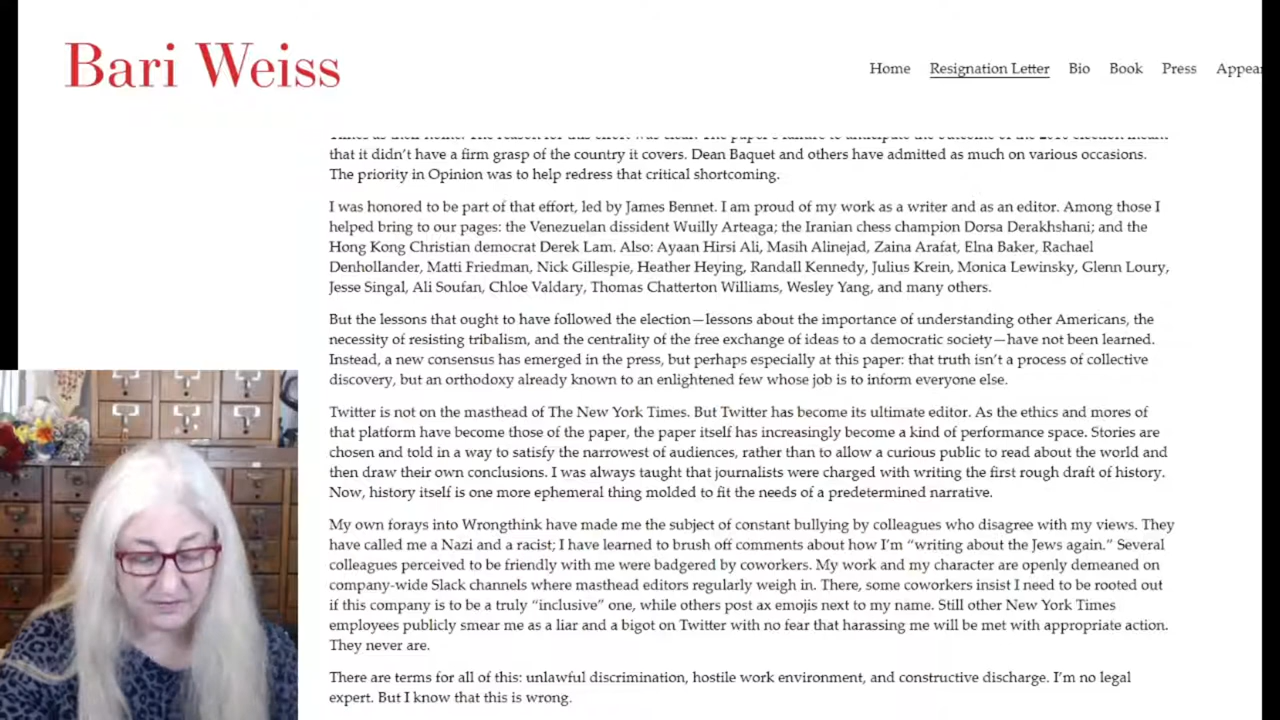 Bari Weiss
Home Resignation Letter Bio Book Press
that it didn't have a firm grasp of the country it covers. Dean Baquet and others have admitted as much on various occasions.
The priority in Opinion was to help redress that critical shortcoming.
I was honored to be part of that effort, led by James Bennet. I am proud of my work as a writer and as an editor. Among those I
helped bring to our pages: the Venezuelan dissident Wuilly Arteaga; the Iranian chess champion Dorsa Derakhshani; and the
Hong Kong Christian democrat Derek Lam. Also: Ayaan Hirsi Ali, Masih Alinejad, Zaina Arafat, Elna Baker, Rachael
Denhollander, Matti Friedman, Nick Gillespie, Heather Heying, Randall Kennedy, Julius Krein, Monica Lewinsky, Glenn Loury,
Jesse Singal, Ali Soufan, Chloe Valdary, Thomas Chatterton Williams, Wesley Yang, and many others.
But the lessons that ought to have followed the election—lessons about the importance of understanding other Americans, the
necessity of resisting tribalism, and the centrality of the free exchange of ideas to a democratic society—have not been learned.
Instead, a new consensus has emerged in the press, but perhaps especially at this paper: that truth isn't a process of collective
discovery, but an orthodoxy already known to an enlightened few whose job is to inform everyone else.
Twitter is not on the masthead of The New York Times. But Twitter has become its ultimate editor. As the ethics and mores of
that platform have become those of the paper, the paper itself has increasingly become a kind of performance space. Stories are
chosen and told in a way to satisfy the narrowest of audiences, rather than to allow a curious public to read about the world and
then draw their own conclusions. I was always taught that journalists were charged with writing the first rough draft of history.
Now, history itself is one more ephemeral thing molded to fit the needs of a predetermined narrative.
My own forays into Wrongthink have made me the subject of constant bullying by colleagues who disagree with my views. They
have called me a Nazi and a racist; I have learned to brush off comments about how I'm “writing about the Jews again.” Several
colleagues perceived to be friendly with me were badgered by coworkers. My work and my character are openly demeaned on
company-wide Slack channels where masthead editors regularly weigh in. There, some coworkers insist I need to be rooted out
if this company is to be a truly “inclusive” one, while others post ax emojis next to my name. Still other New York Times
employees publicly smear me as a liar and a bigot on Twitter with no fear that harassing me will be met with appropriate action.
They never are.
There are terms for all of this: unlawful discrimination, hostile work environment, and constructive discharge. I'm no legal
expert. But I know that this is wrong.